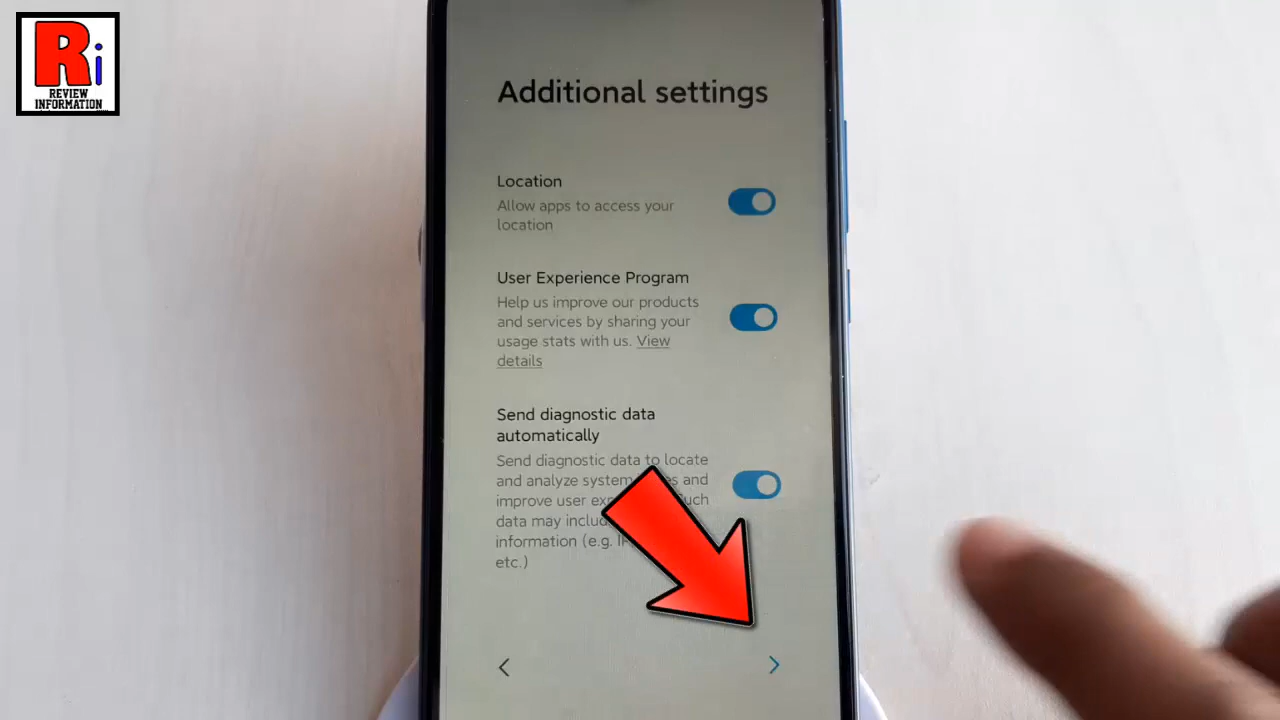 Ri
REVIEW
INFORMATION
Additional settings
Location
Allow apps to access your
location
User Experience Program
Help us improve our products
and services by sharing your
usage stats with us. View
details
Send diagnostic data
automatically
Send diagnostic data to locate
and analyze system and
improve user
data may
information (e.g.
etc.)